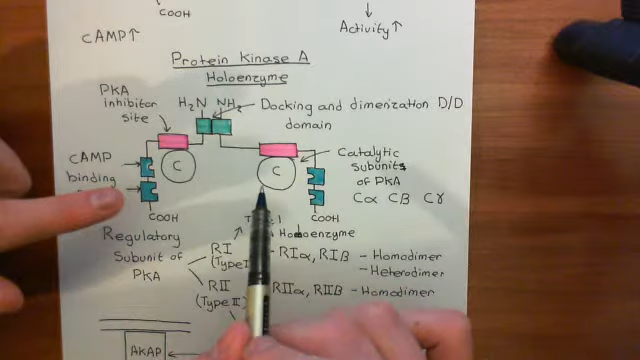 COOH
cAMP↑
Activity↑
Protein Kinase A
Holoenzyme
PKA
inhibitor
site
H₂N NH₂
Docking and dimerization D/D
domain
C
C
CAMP
binding
Catalytic
Subunits
of PKA
Cα Cβ Cγ
COOH
COOH
Regulatory
Subunit of
PKA
Holoenzyme
RI
(Type I
RIα, RIβ - Homodimer
- Heterodimer
RII
(Type II)
RIIα, RIIβ - Homodimer
AKAP